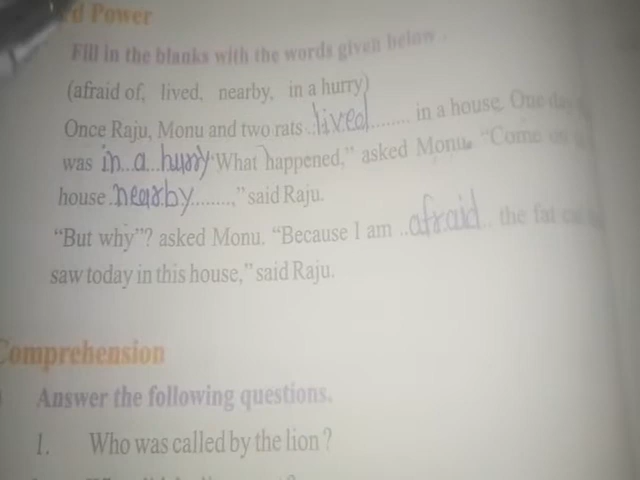 rd Power
Fill in the blanks with the words given below .
(afraid of, lived, nearby, in a hurry)
Once Raju, Monu and two rats ..lived........ in a house. One day
was in..a..hurry "What happened," asked Monu. "Come
house .nearby........," said Raju.
"But why"? asked Monu. "Because I am ..afraid.. the fat
saw today in this house," said Raju.
Comprehension
Answer the following questions.
1. Who was called by the lion ?